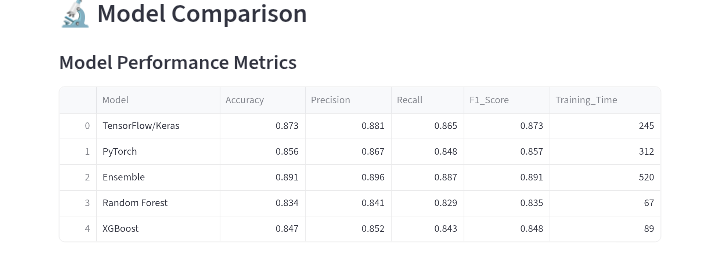 🔬 Model Comparison
Model Performance Metrics
Model Accuracy Precision Recall F1_Score Training_Time
0 TensorFlow/Keras 0.873 0.881 0.865 0.873 245
1 PyTorch 0.856 0.867 0.848 0.857 312
2 Ensemble 0.891 0.896 0.887 0.891 520
3 Random Forest 0.834 0.841 0.829 0.835 67
4 XGBoost 0.847 0.852 0.843 0.848 89